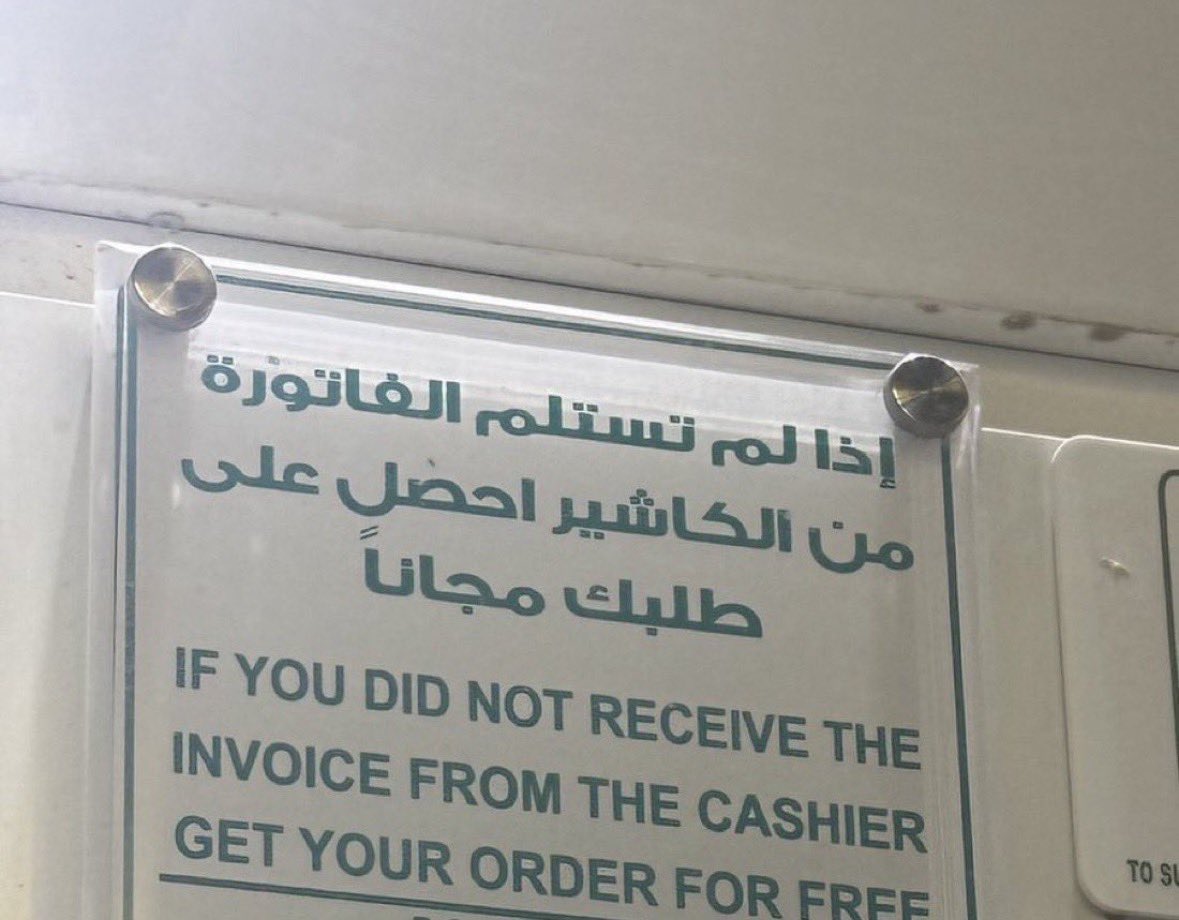 إذا لم تستلم الفاتورة
من الكاشير احصل على
طلبك مجاناً
IF YOU DID NOT RECEIVE THE
INVOICE FROM THE CASHIER
GET YOUR ORDER FOR FREE
TO